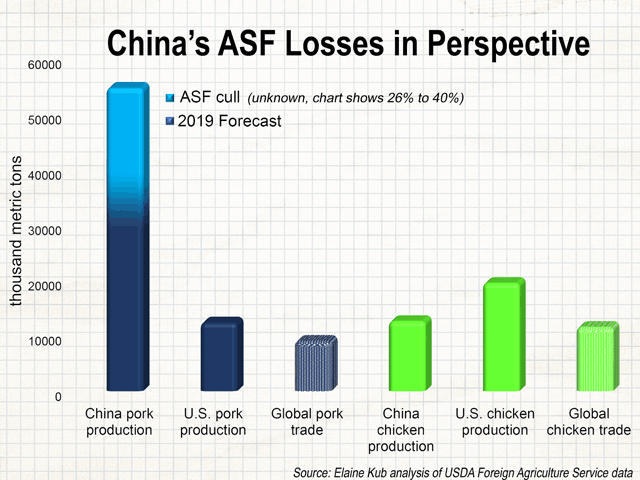 China's ASF Losses in Perspective
60000
50000
40000
30000
20000
10000
0
thousand metric tons
ASF cull (unknown, chart shows 26% to 40%)
2019 Forecast
China pork
production
U.S. pork
production
Global pork
trade
China
chicken
production
U.S. chicken
production
Global
chicken trade
Source: Elaine Kub analysis of USDA Foreign Agriculture Service data